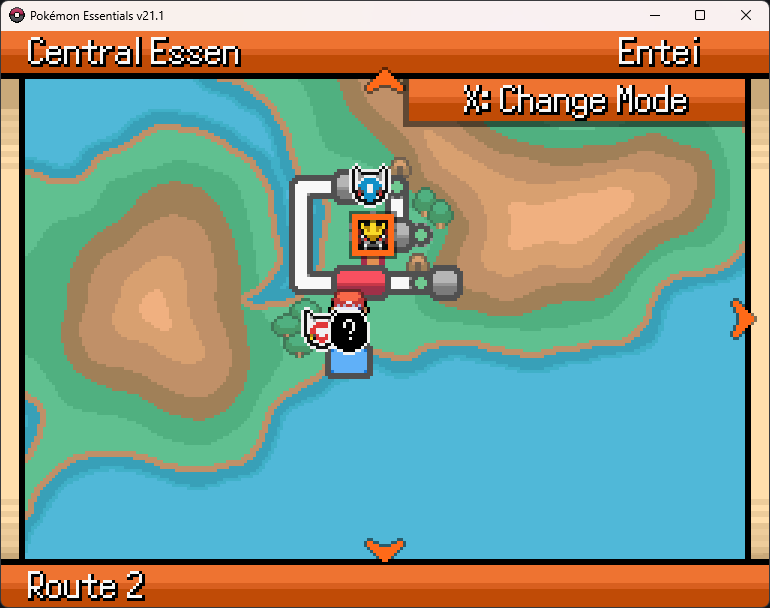 Pokémon Essentials v21.1
Central Essen
Entei
X: Change Mode
?
Route 2